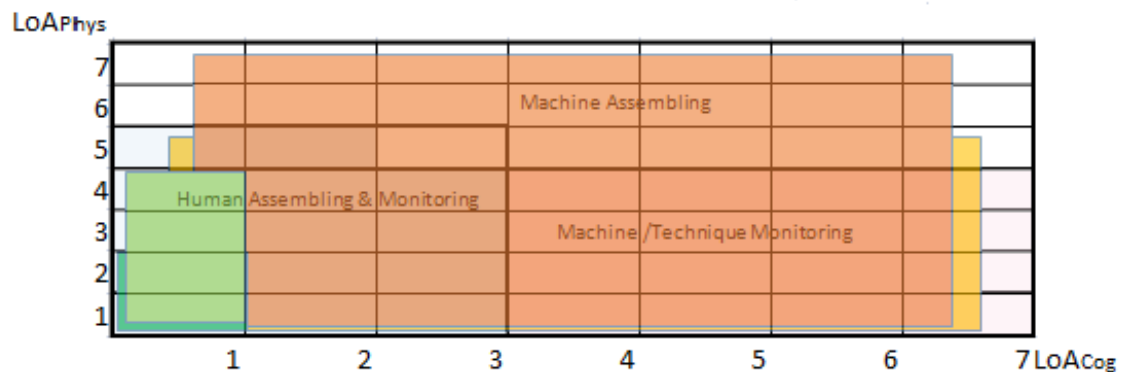 LoAPhys
7
6
Machine Assembling
5
4
Human Assembling & Monitoring
3
Machine /Technique Monitoring
2
1
1 2 3 4 5 6 7 LoACog